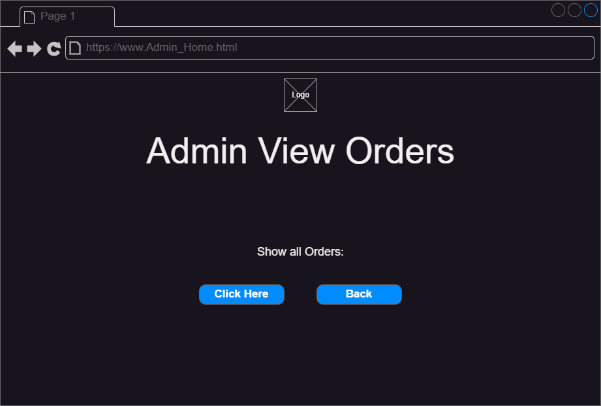 Page 1
https://www.Admin_Home.html
Logo
Admin View Orders
Show all Orders:
Click Here Back